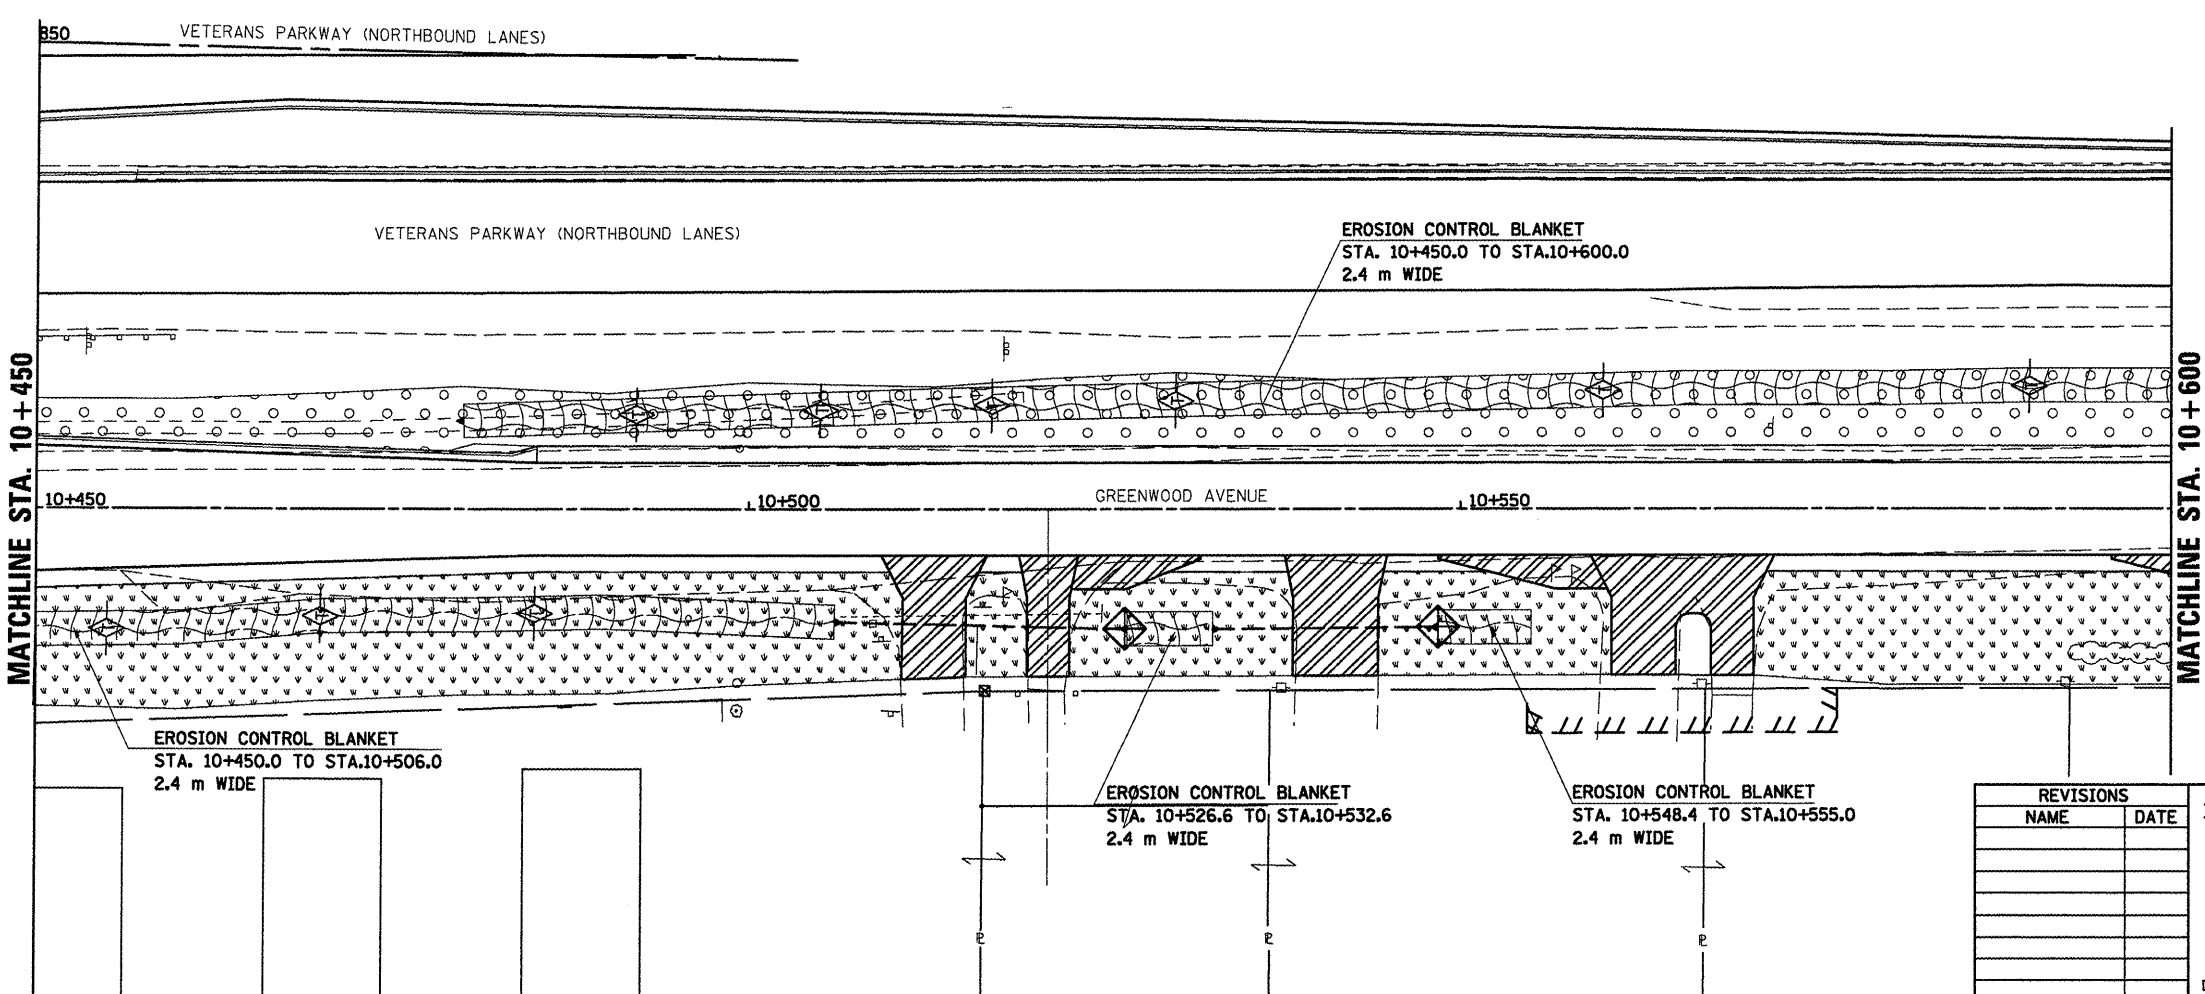 850
VETERANS PARKWAY (NORTHBOUND LANES)
VETERANS PARKWAY (NORTHBOUND LANES)
EROSION CONTROL BLANKET
STA. 10+450.0 TO STA.10+600.0
2.4 m WIDE
MATCHLINE STA. 10+450
MATCHLINE STA. 10+600
10+450
10+500
GREENWOOD AVENUE
10+550
EROSION CONTROL BLANKET
STA. 10+450.0 TO STA.10+506.0
2.4 m WIDE
EROSION CONTROL BLANKET
STA. 10+526.6 TO STA.10+532.6
2.4 m WIDE
EROSION CONTROL BLANKET
STA. 10+548.4 TO STA.10+555.0
2.4 m WIDE
REVISIONS
NAME DATE